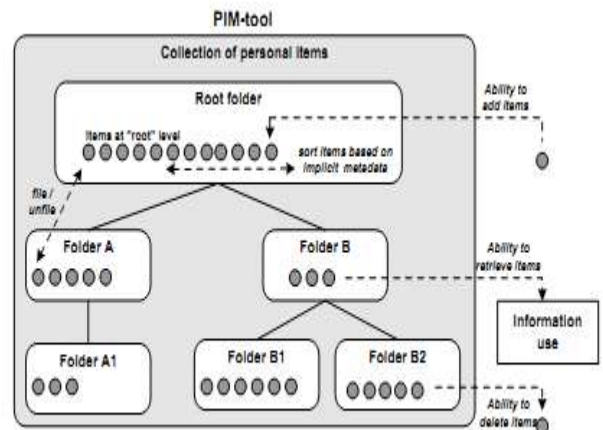 PIM-tool
Collection of personal items
Root folder
Items at "root" level
sort items based on
implicit metadata
Ability to
add items
file /
unfile
Folder A
Folder B
Ability to
retrieve items
Information
use
Folder A1
Folder B1
Folder B2
Ability to
delete items